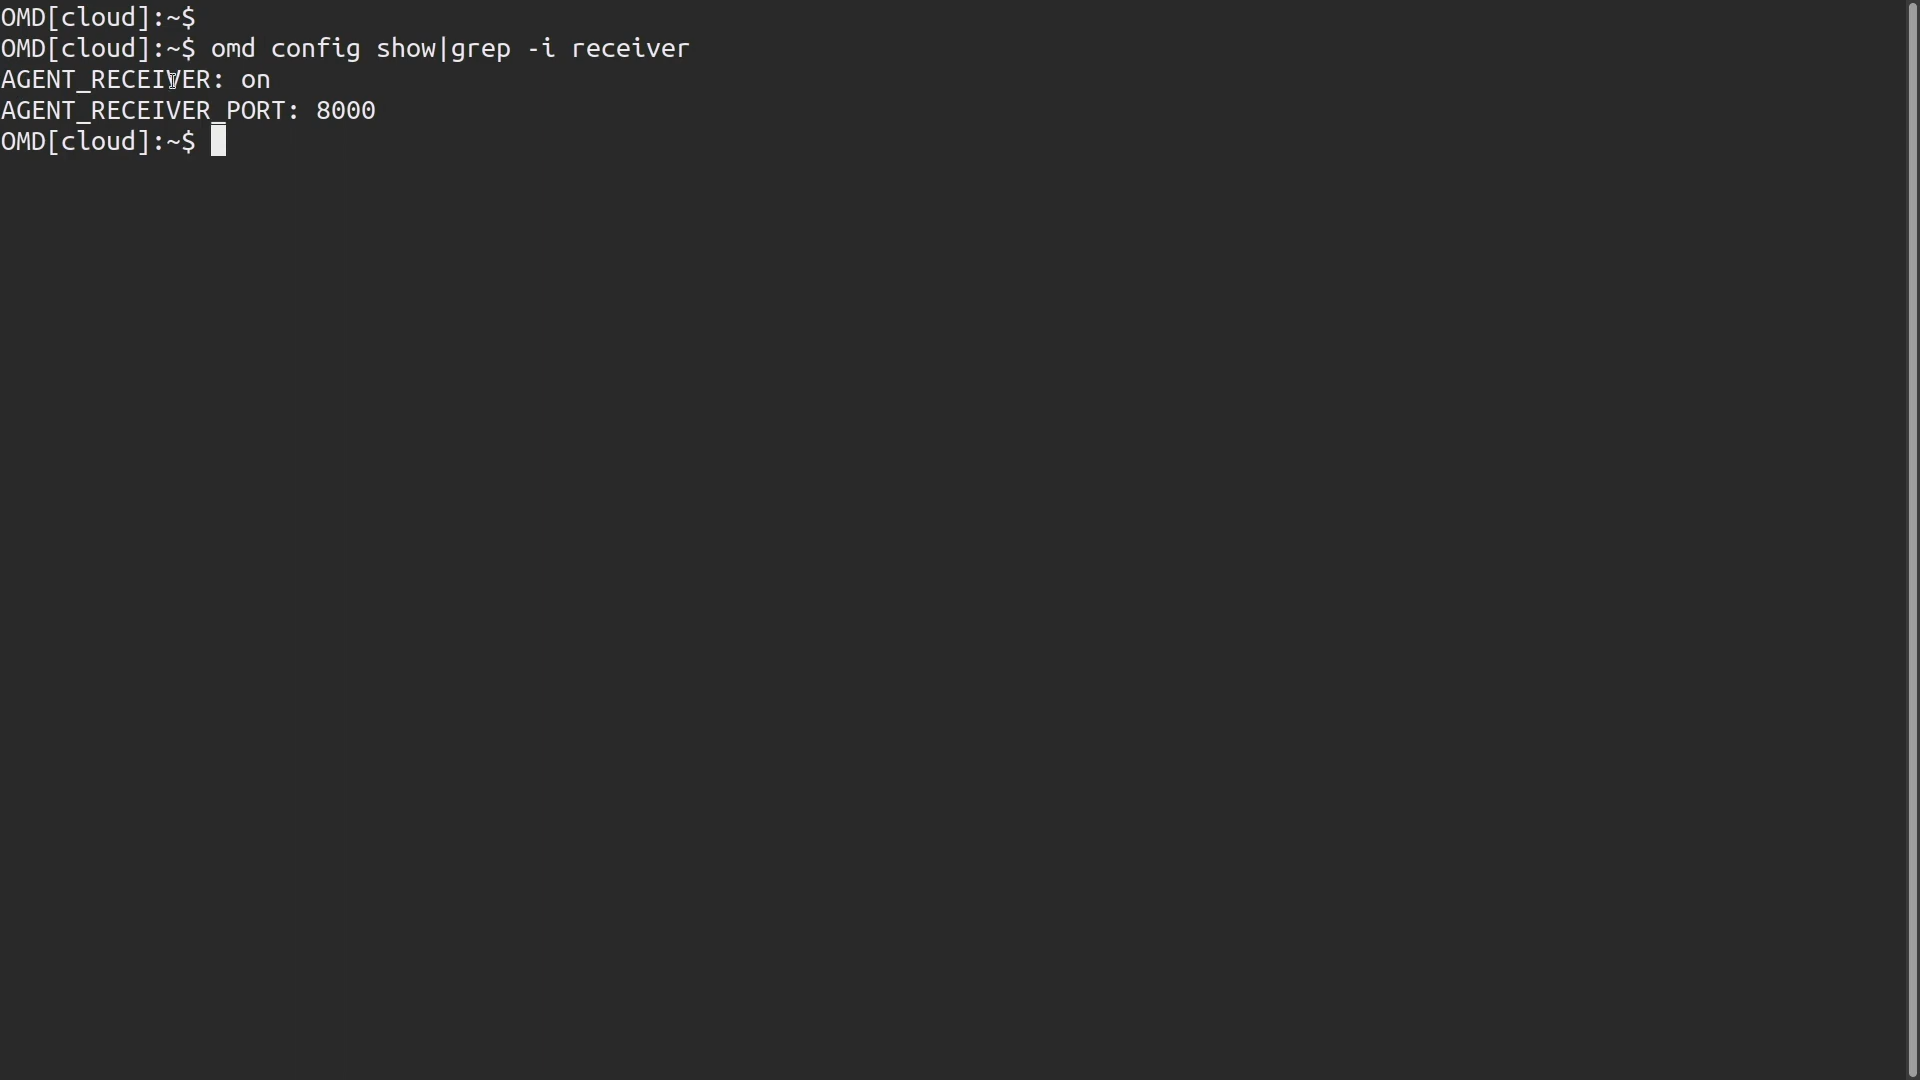 OMD[cloud]:~$
OMD[cloud]:~$ omd config show|grep -i receiver
AGENT_RECEIVER: on
AGENT_RECEIVER_PORT: 8000
OMD[cloud]:~$